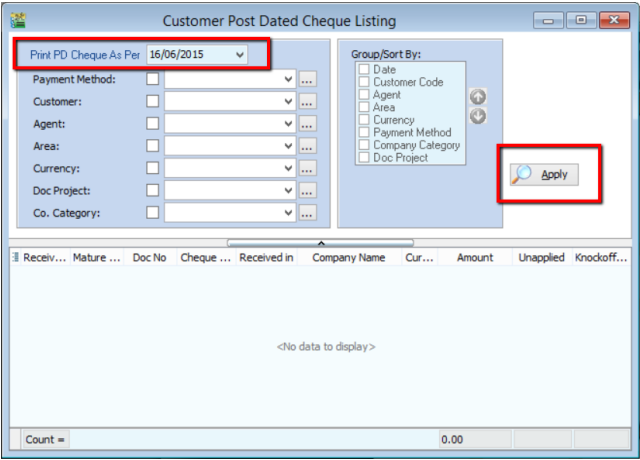 Customer Post Dated Cheque Listing
Print PD Cheque As Per 16/06/2015
Payment Method: ...
Customer: ...
Agent: ...
Area: ...
Currency: ...
Doc Project: ...
Co. Category: ...
Group/Sort By:
Date
Customer Code
Agent
Area
Currency
Payment Method
Company Category
Doc Project
Apply
Receiv... Mature ... Doc No Cheque ... Received in Company Name Cur... Amount Unapplied Knockoff...
<No data to display>
Count = 0.00